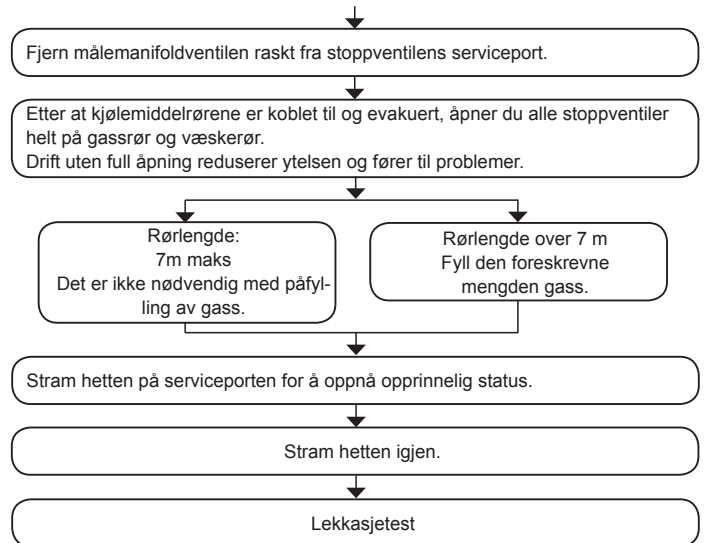 Fjern målemanifoldventilen raskt fra stoppventilens serviceport.
Etter at kjølemiddelrørene er koblet til og evakuert, åpner du alle stoppventiler
helt på gassrør og væskerør.
Drift uten full åpning reduserer ytelsen og fører til problemer.
Rørlengde:
7m maks
Det er ikke nødvendig med påfyl-
ling av gass.
Rørlengde over 7 m
Fyll den foreskrevne
mengden gass.
Stram hetten på serviceporten for å oppnå opprinnelig status.
Stram hetten igjen.
Lekkasjetest